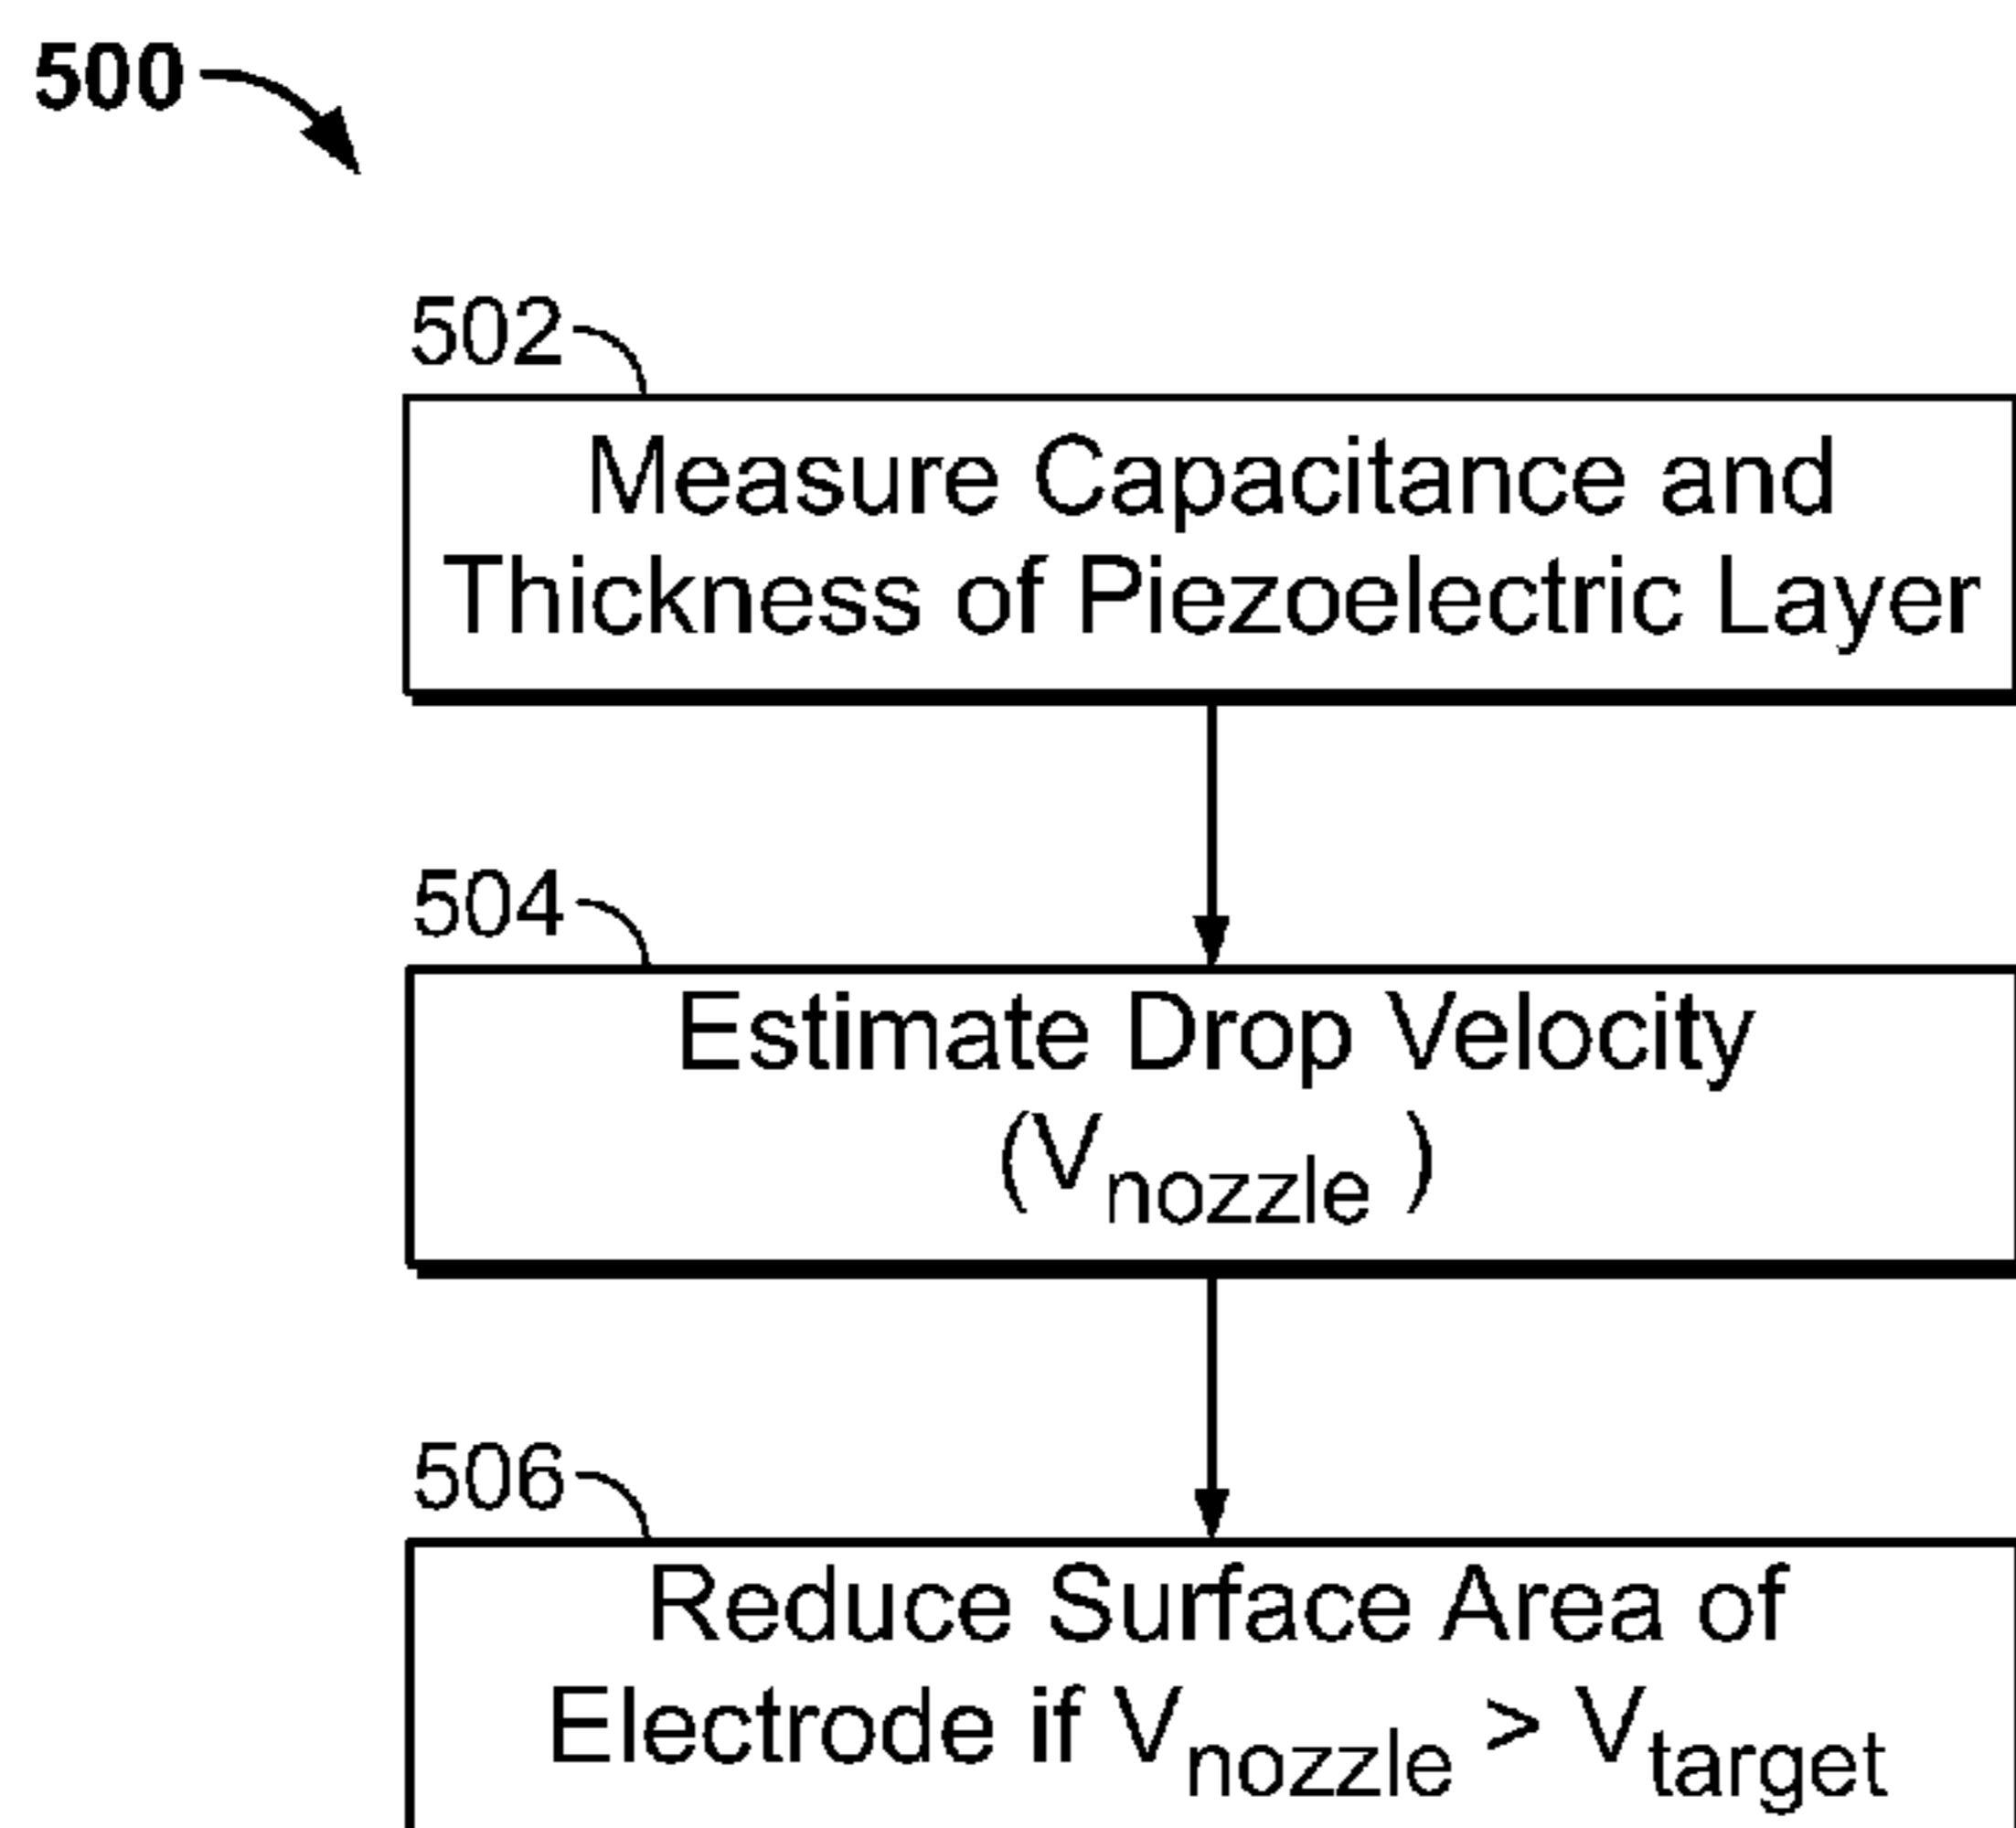 500
502
Measure Capacitance and
Thickness of Piezoelectric Layer
504
Estimate Drop Velocity
(Vnozzle )
506
Reduce Surface Area of
Electrode if Vnozzle > Vtarget